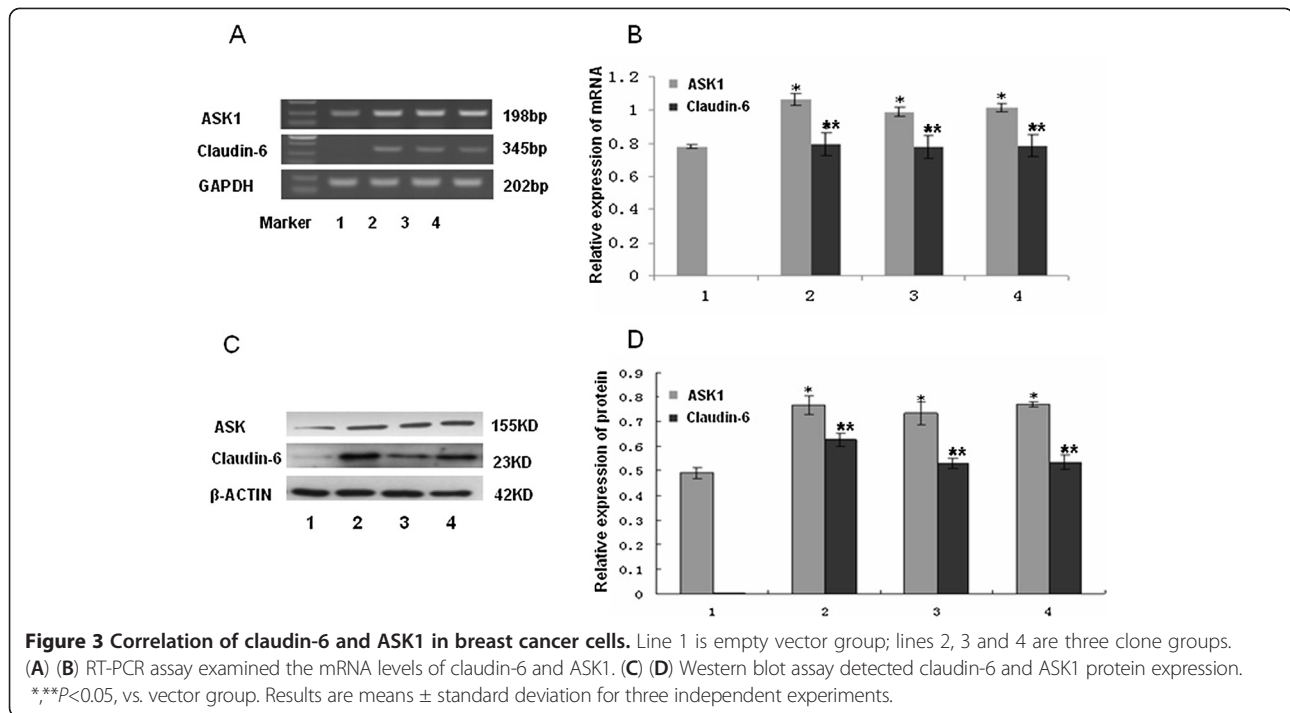 A
ASK1 198bp
Claudin-6 345bp
GAPDH 202bp
Marker 1 2 3 4
B
Relative expression of mRNA
1.2
1
0.8
0.6
0.4
0.2
0
ASK1
Claudin-6
* ** * ** * **
1 2 3 4
C
ASK 155KD
Claudin-6 23KD
β-ACTIN 42KD
1 2 3 4
D
Relative expression of protein
0.9
0.8
0.7
0.6
0.5
0.4
0.3
0.2
0.1
0
ASK1
Claudin-6
* ** * ** * **
1 2 3 4
Figure 3 Correlation of claudin-6 and ASK1 in breast cancer cells. Line 1 is empty vector group; lines 2, 3 and 4 are three clone groups.
(A) (B) RT-PCR assay examined the mRNA levels of claudin-6 and ASK1. (C) (D) Western blot assay detected claudin-6 and ASK1 protein expression.
*,**P<0.05, vs. vector group. Results are means ± standard deviation for three independent experiments.